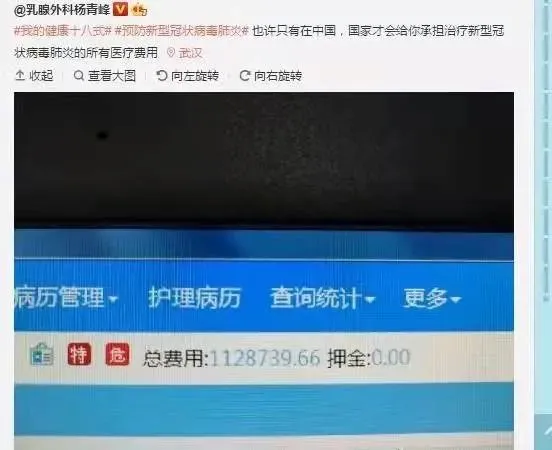 @乳腺外科杨青峰
#我的健康十八式# #预防新型冠状病毒肺炎# 也许只有在中国，国家才会给你承担治疗新型冠
状病毒肺炎的所有医疗费用 武汉
收起 查看大图 向左旋转 向右旋转
病历管理 护理病历 查询统计 更多
特 危 总费用:1128739.66 押金:0.00